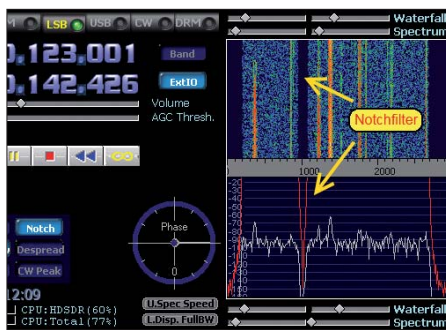 M LSB USB CW DRM
0.123.001 Band
0.142.426 ExtIO
Volume
AGC Thresh.
Notch
Despread
CW Peak
12:09
CPU:HDSDR(60%)
CPU:Total(77%)
Phase
0
U.Spec Speed
L.Disp. FullBW
Waterfall
Spectrum
Notchfilter
1000 2000
-20
-30
-40
-50
-60
-70
-80
-90
-100
-110
-120
-130
Waterfall
Spectrum